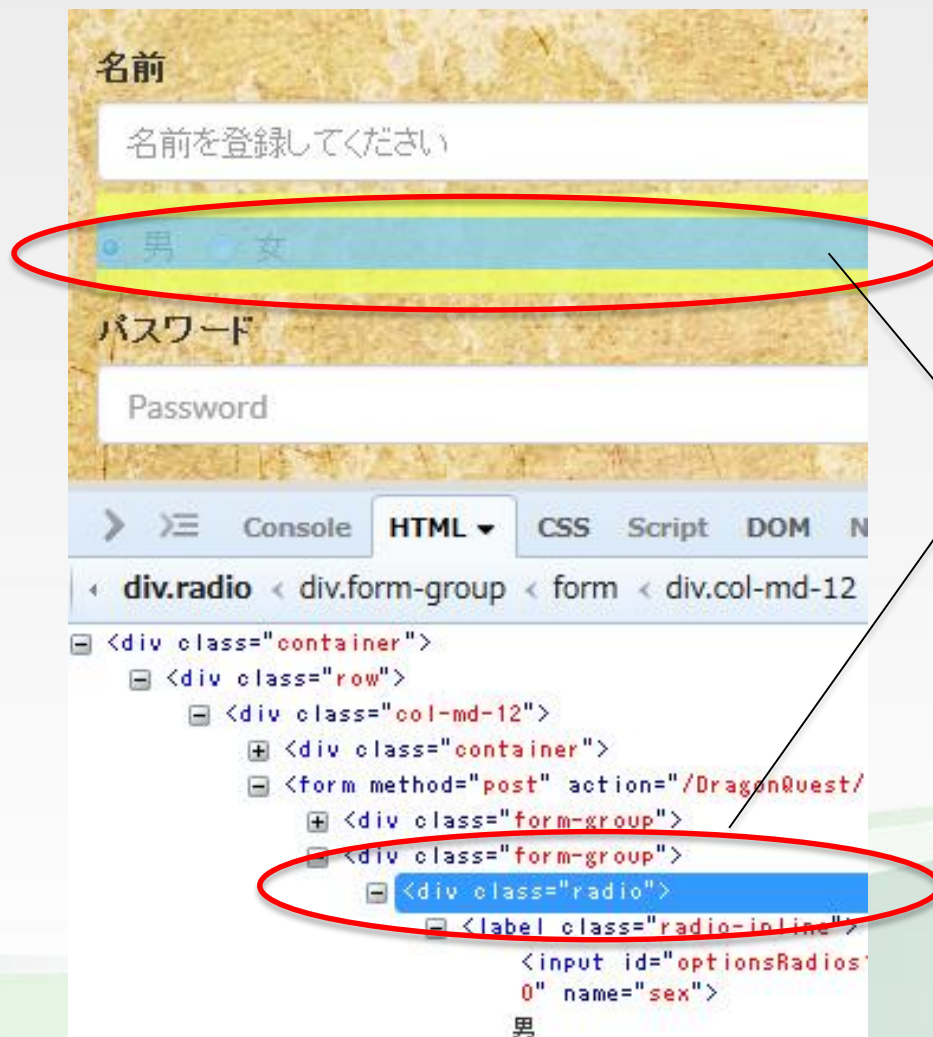 名前
名前を登録してください
男 女
パスワード
Password
Console HTML CSS Script DOM N
div.radio < div.form-group < form < div.col-md-12
<div class="container">
<div class="row">
<div class="col-md-12">
<div class="container">
<form method="post" action="/DragonQuest/
<div class="form-group">
<div class="form-group">
<div class="radio">
<label class="radio-inline">
<input id="optionsRadios
0" name="sex">
男